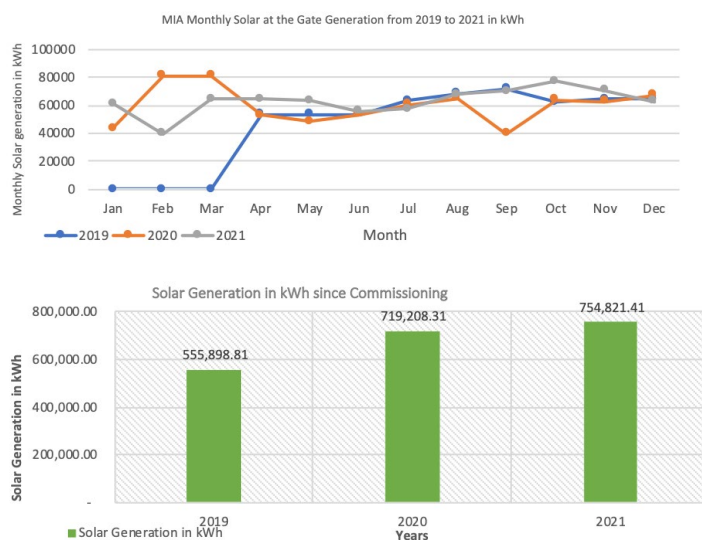 MIA Monthly Solar at the Gate Generation from 2019 to 2021 in kWh
Monthly Solar generation in kWh
100000
80000
60000
40000
20000
0
Jan Feb Mar Apr May Jun Jul Aug Sep Oct Nov Dec
Month
2019 2020 2021
Solar Generation in kWh since Commissioning
Solar Generation in kWh
800,000.00
600,000.00
400,000.00
200,000.00
-
555,898.81
719,208.31
754,821.41
2019 2020 2021
Years
Solar Generation in kWh